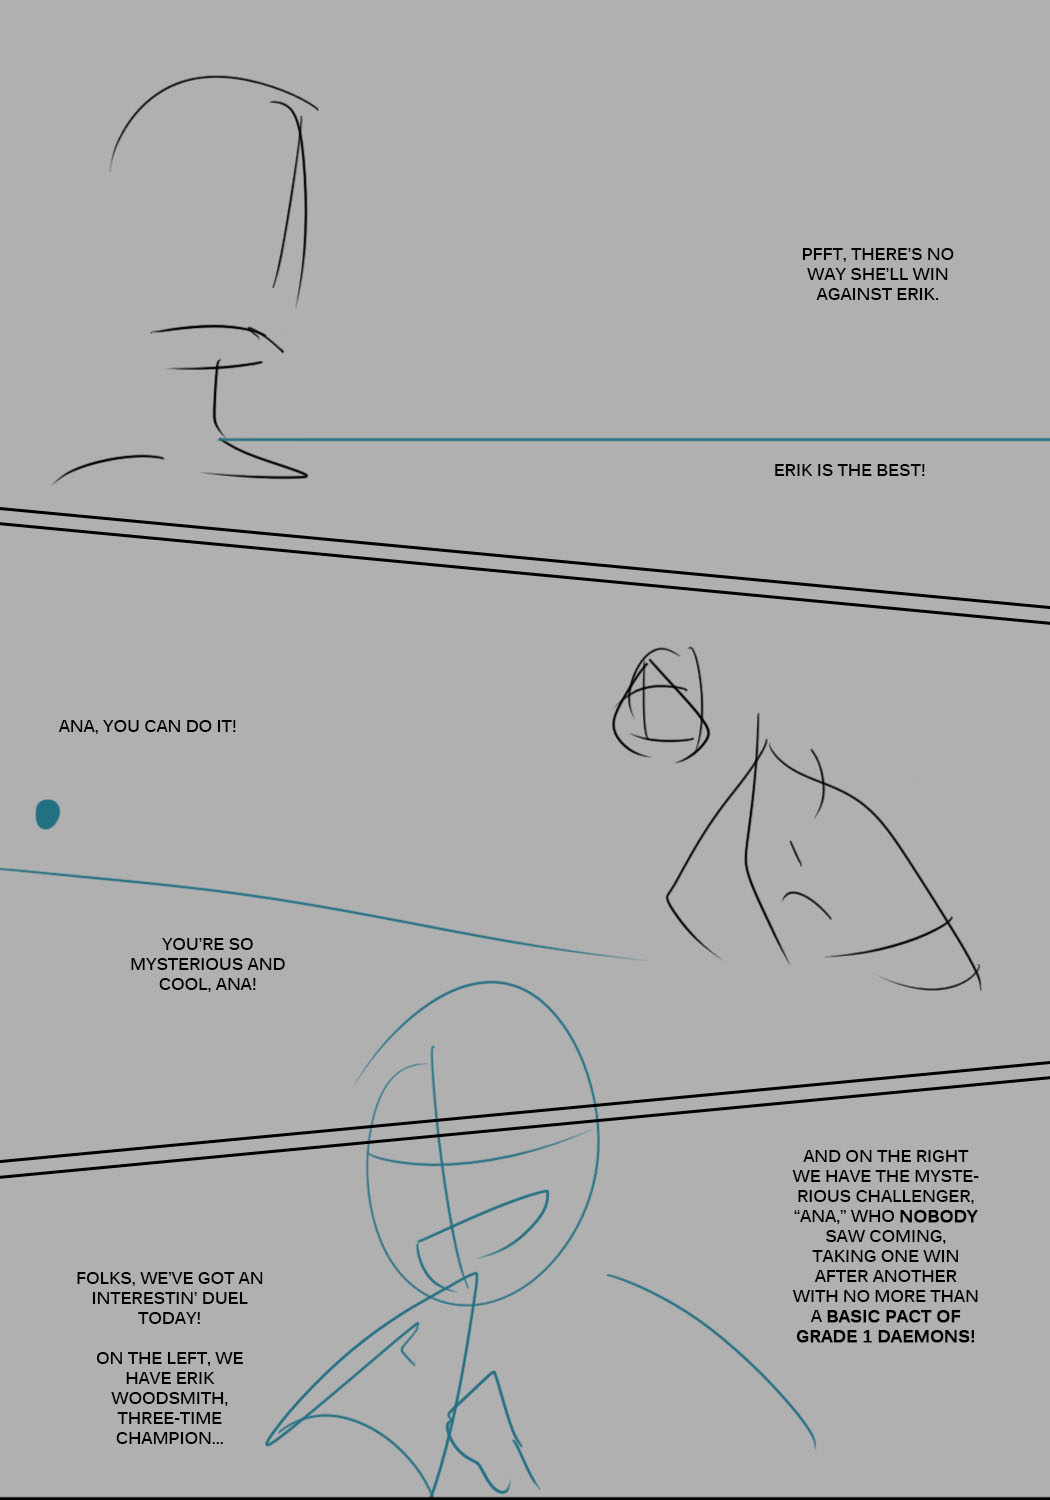 PFFT, THERE'S NO
WAY SHE'LL WIN
AGAINST ERIK.
ERIK IS THE BEST!
ANA, YOU CAN DO IT!
YOU'RE SO
MYSTERIOUS AND
COOL, ANA!
FOLKS, WE'VE GOT AN
INTERESTIN' DUEL
TODAY!
ON THE LEFT, WE
HAVE ERIK
WOODSMITH,
THREE-TIME
CHAMPION...
AND ON THE RIGHT
WE HAVE THE MYSTE-
RIOUS CHALLENGER,
“ANA,” WHO NOBODY
SAW COMING,
TAKING ONE WIN
AFTER ANOTHER
WITH NO MORE THAN
A BASIC PACT OF
GRADE 1 DAEMONS!